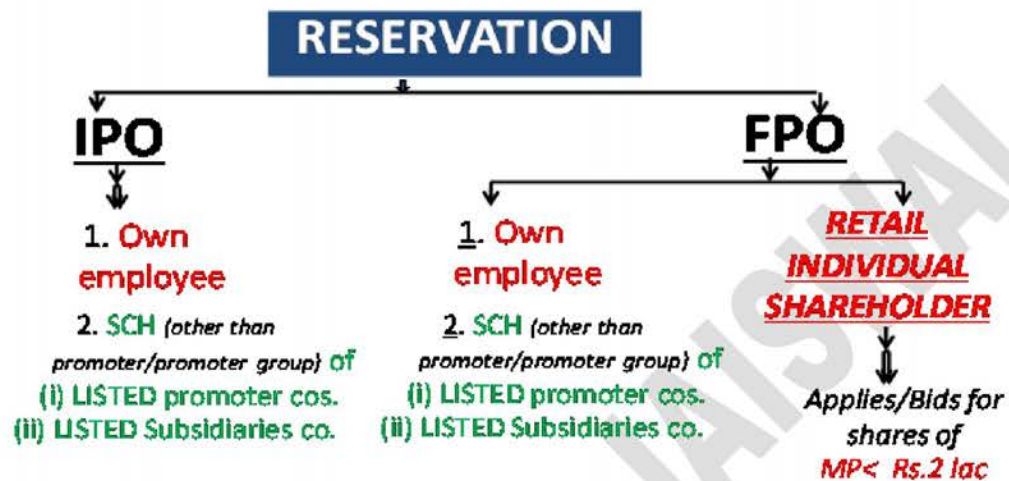 RESERVATION
IPO
1. Own
employee
2. SCH (other than
promoter/promoter group} of
(i) LISTED promoter cos.
(ii) LISTED Subsidiaries co.
FPO
1. Own
employee
2. SCH (other than
promoter/promoter group} of
(i) LISTED promoter cos.
(ii) LISTED Subsidiaries co.
RETAIL
INDIVIDUAL
SHAREHOLDER
Applies/Bids for
shares of
MP< Rs.2 lac